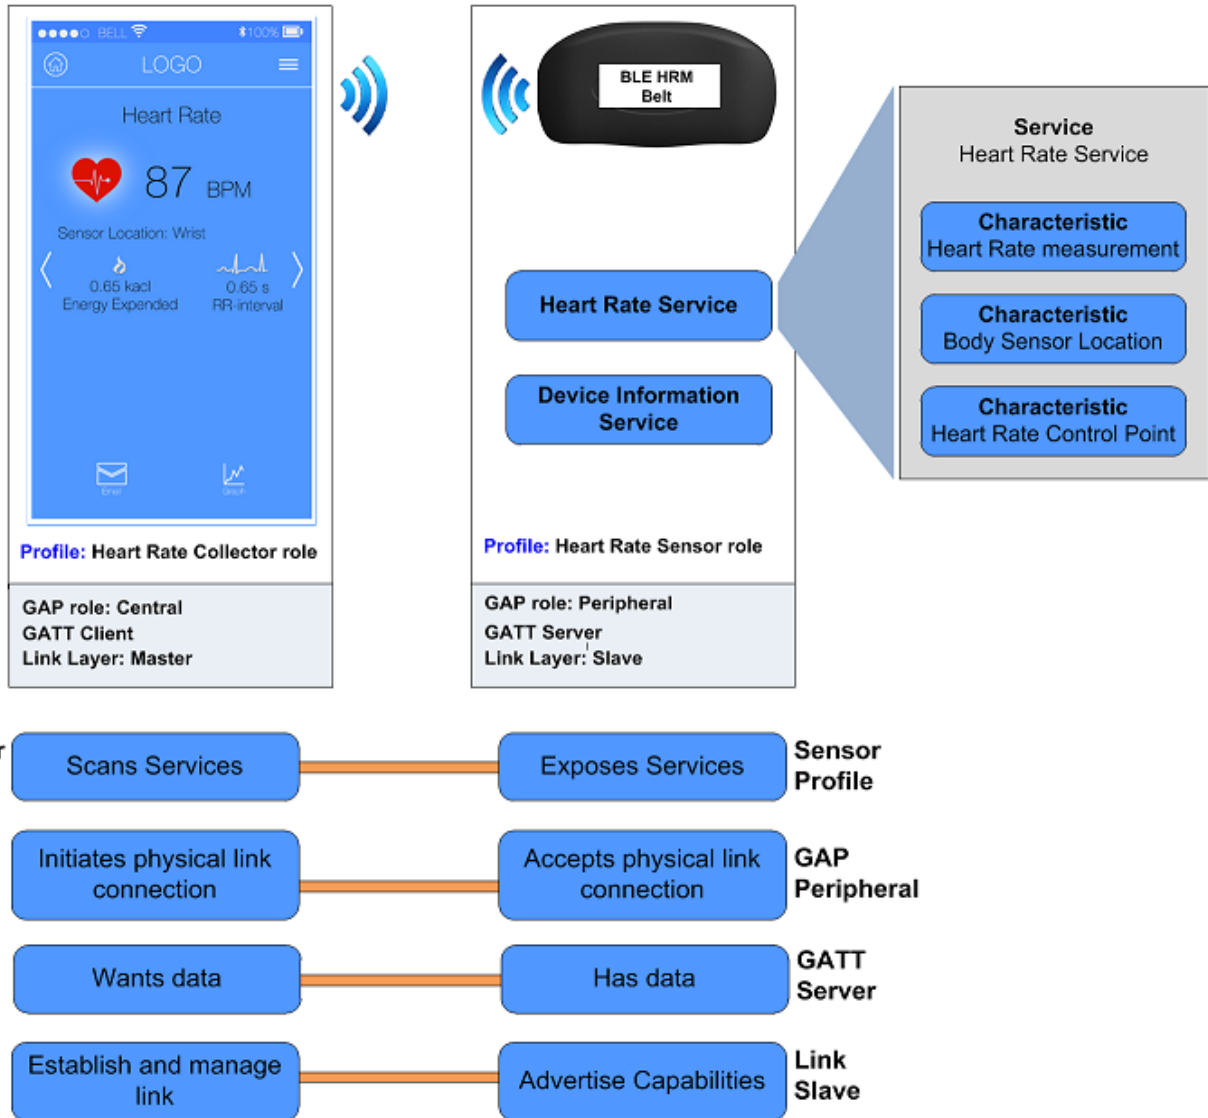 BELL
100%
LOGO
Heart Rate
87 BPM
Sensor Location: Wrist
0.65 kacl
Energy Expended
0.65 s
RR-interval
Email
Graph
Profile: Heart Rate Collector role
GAP role: Central
GATT Client
Link Layer: Master
BLE HRM
Belt
Heart Rate Service
Device Information
Service
Profile: Heart Rate Sensor role
GAP role: Peripheral
GATT Server
Link Layer: Slave
Service
Heart Rate Service
Characteristic
Heart Rate measurement
Characteristic
Body Sensor Location
Characteristic
Heart Rate Control Point
r
Scans Services
Exposes Services
Sensor
Profile
Initiates physical link
connection
Accepts physical link
connection
GAP
Peripheral
Wants data
Has data
GATT
Server
Establish and manage
link
Advertise Capabilities
Link
Slave